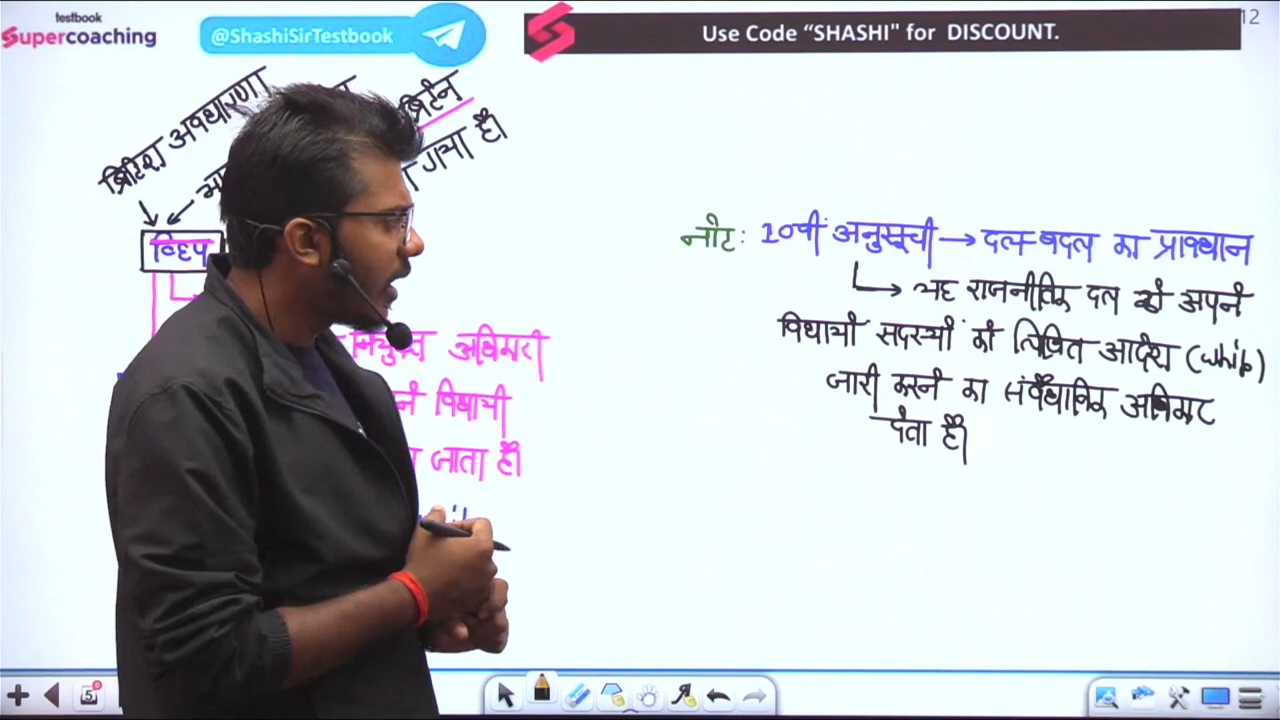 testbook
Supercoaching
@ShashiSirTestbook
Use Code “SHASHI” for DISCOUNT.
12
ब्रिटिश अवधारणा
ब्रिटेन
गया है।
व्हिप
नोट: 10वीं अनुसूची → दल-बदल का प्रावधान
यह राजनीतिक दल को अपने
विधायी सदस्यों को लिखित आदेश (whip)
जारी करने का संवैधानिक अधिकार
देता है।
नियुक्त अधिकारी
विधायी
जाता है।
5